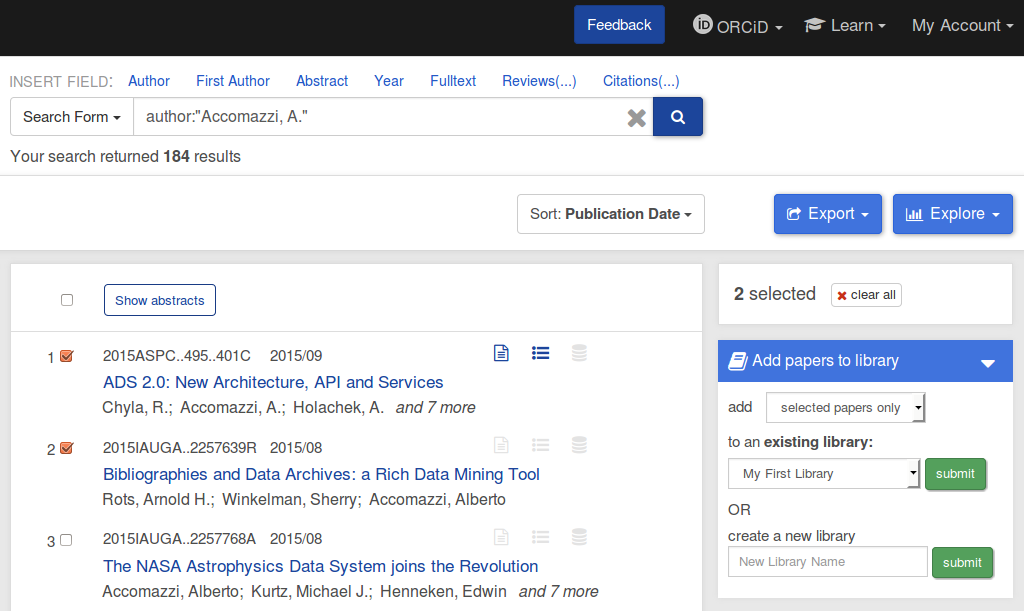 Feedback
iD ORCiD
Learn
My Account
INSERT FIELD: Author First Author Abstract Year Fulltext Reviews(...) Citations(...)
Search Form author:"Accomazzi, A."
Your search returned 184 results
Sort: Publication Date
Export
Explore
Show abstracts
1 2015ASPC..495..401C 2015/09
ADS 2.0: New Architecture, API and Services
Chyla, R.; Accomazzi, A.; Holachek, A. and 7 more
2 2015IAUGA..2257639R 2015/08
Bibliographies and Data Archives: a Rich Data Mining Tool
Rots, Arnold H.; Winkelman, Sherry; Accomazzi, Alberto
3 2015IAUGA..2257768A 2015/08
The NASA Astrophysics Data System joins the Revolution
Accomazzi, Alberto; Kurtz, Michael J.; Henneken, Edwin and 7 more
2 selected clear all
Add papers to library
add selected papers only
to an existing library:
My First Library submit
OR
create a new library
New Library Name submit